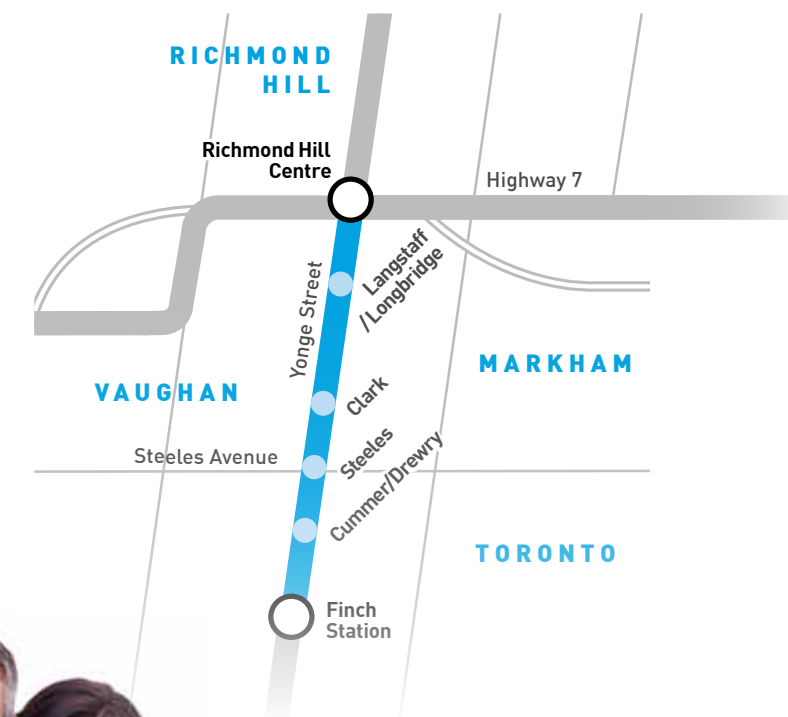 RICHMOND
HILL
Richmond Hill
Centre
Highway 7
Langstaff
/Longbridge
Yonge Street
MARKHAM
VAUGHAN
Clark
Steeles Avenue
Steeles
Cummer/Drewry
TORONTO
Finch
Station